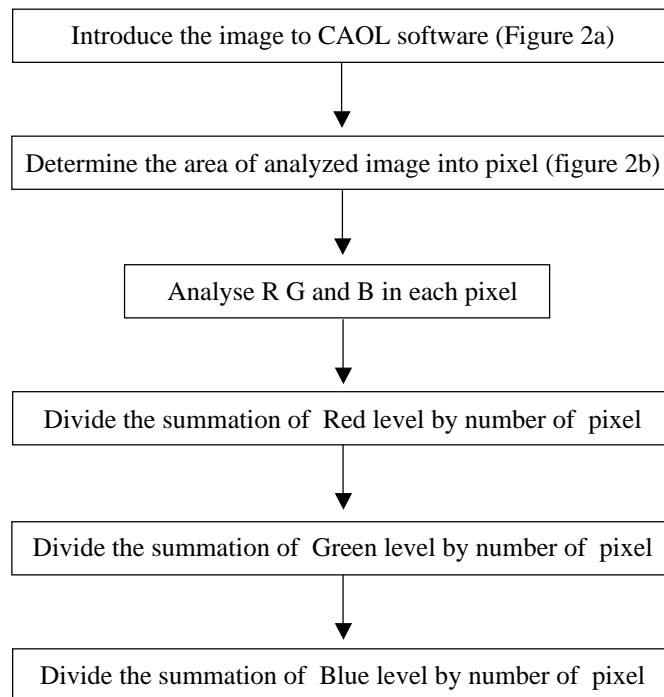 Introduce the image to CAOL software (Figure 2a)
Determine the area of analyzed image into pixel (figure 2b)
Analyse R G and B in each pixel
Divide the summation of Red level by number of pixel
Divide the summation of Green level by number of pixel
Divide the summation of Blue level by number of pixel